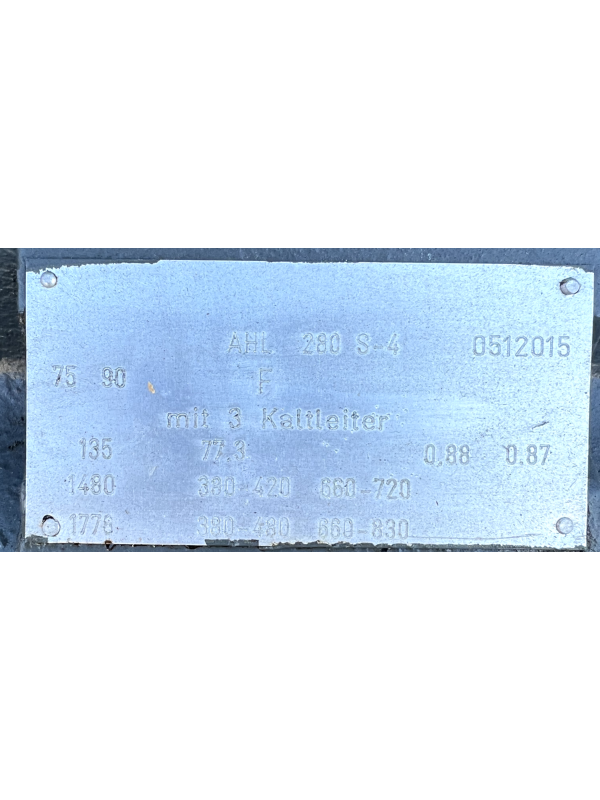 AHL 280 S-4 0512015
75 90 F
mit 3 Kaltleiter
135 77.3 0,88 0.87
1480 380-420 660-720
1776 380-480 660-830